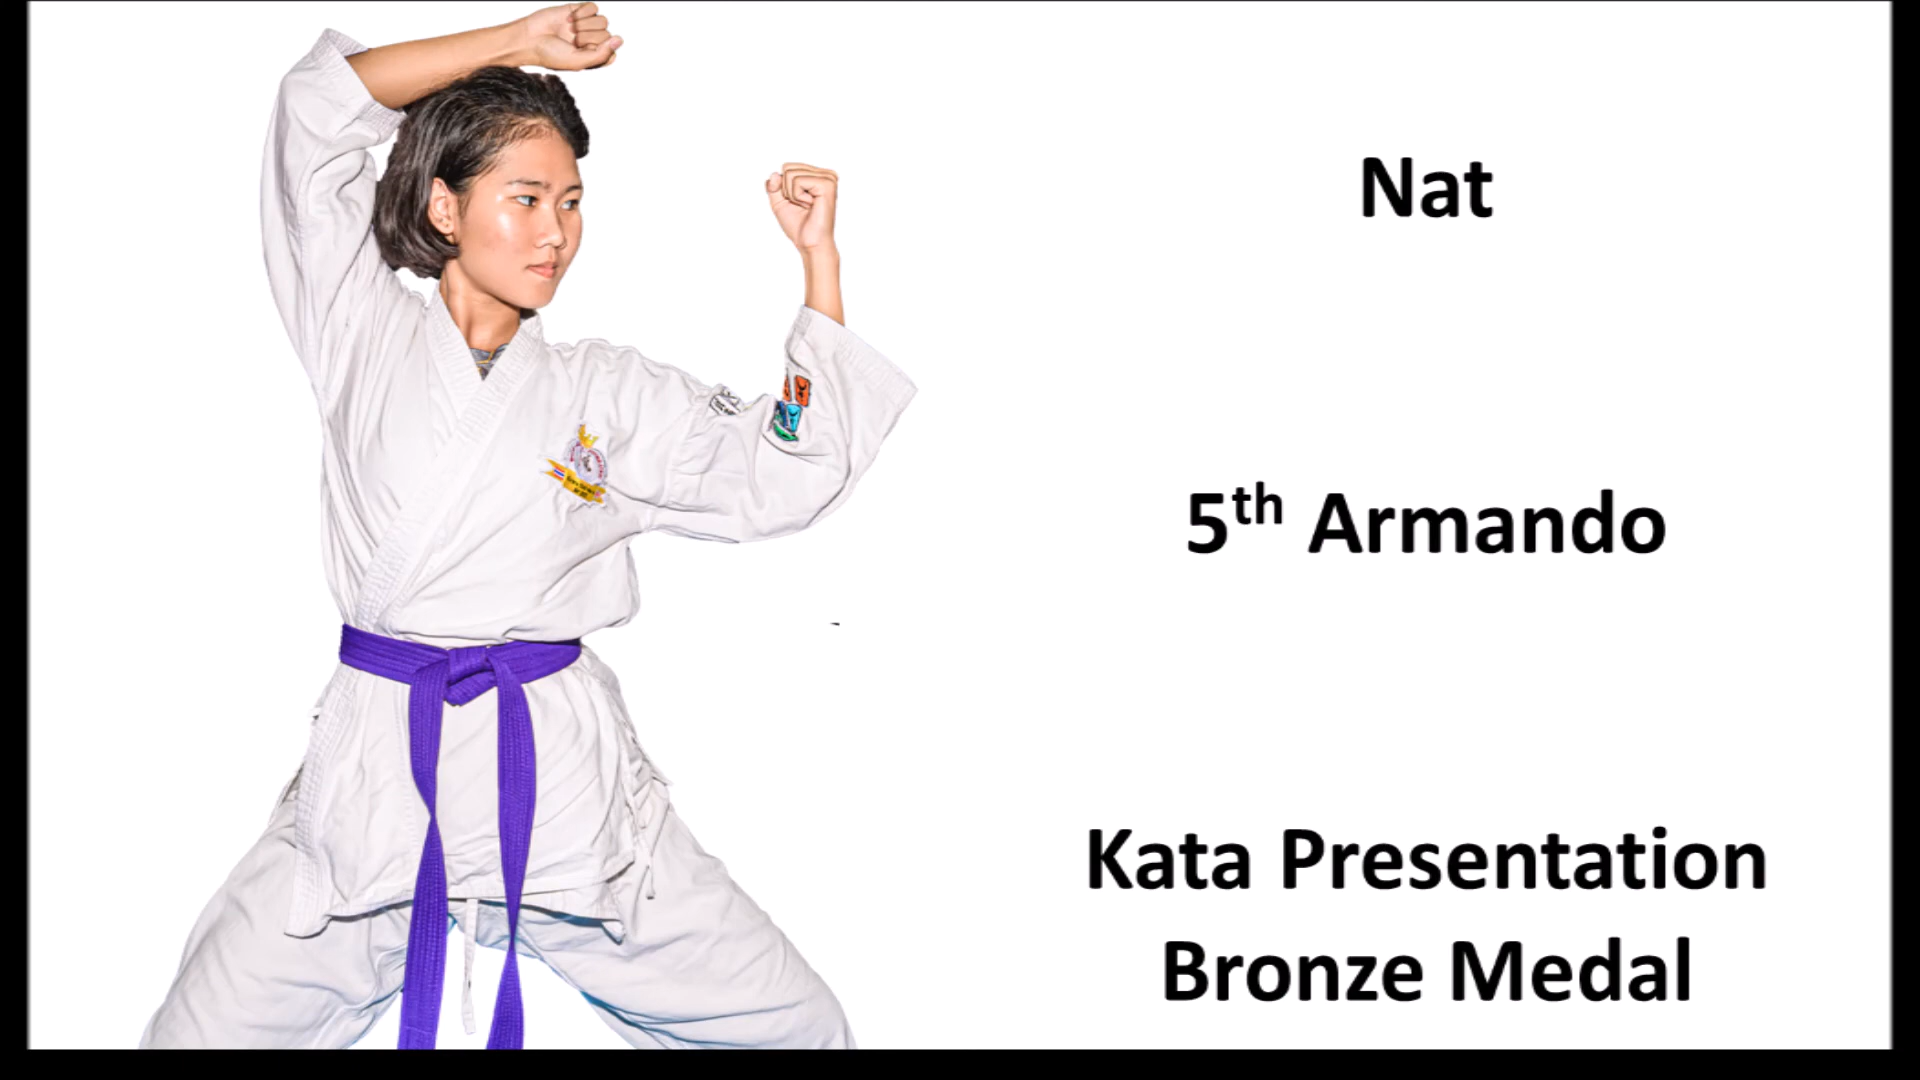 Nat
5th Armando
Kata Presentation
Bronze Medal